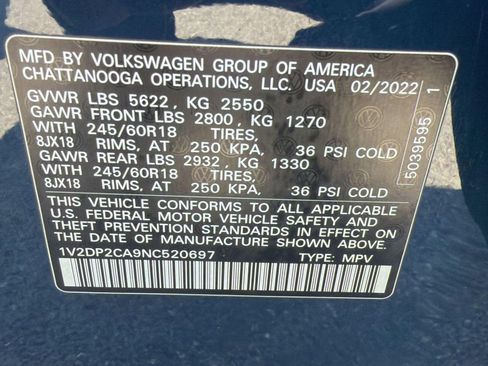 MFD BY VOLKSWAGEN GROUP OF AMERICA
CHATTANOOGA OPERATIONS, LLC. USA 02/2022
GVWR LBS 5622, KG 2550
GAWR FRONT LBS 2800, KG 1270
WITH 245/60R18 TIRES,
8JX18 RIMS, AT 250 KPA, 36 PSI COLD
GAWR REAR LBS 2932, KG 1330
WITH 245/60R18 TIRES,
8JX18 RIMS, AT 250 KPA, 36 PSI COLD
THIS VEHICLE CONFORMS TO ALL APPLICABLE
U.S. FEDERAL MOTOR VEHICLE SAFETY AND
THEFT PREVENTION STANDARDS IN EFFECT ON
THE DATE OF MANUFACTURE SHOWN ABOVE.
1V2DP2CA9NC520697 TYPE: MPV
5039595 1